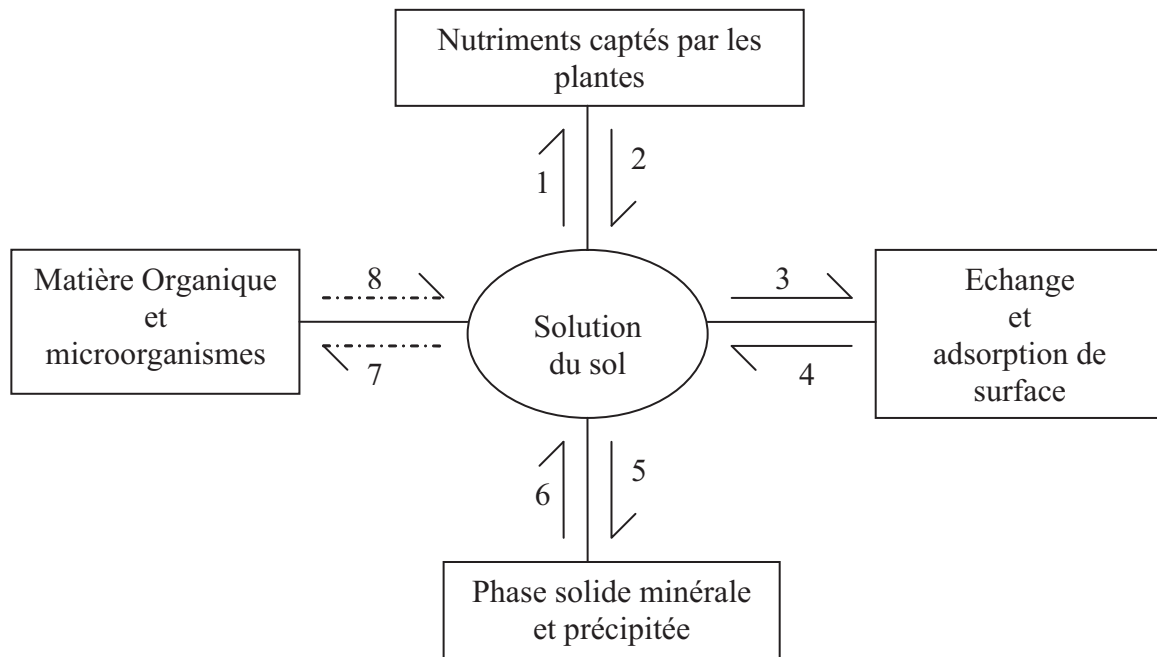 Nutriments captés par les
plantes
1
2
Matière Organique
et
microorganismes
8
7
Solution
du sol
3
4
Echange
et
adsorption de
surface
6
5
Phase solide minérale
et précipitée